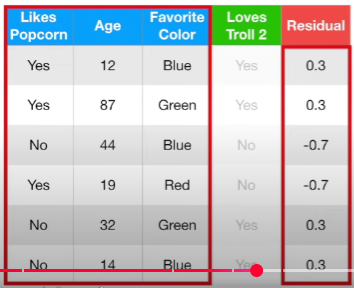 Likes Popcorn Age Favorite Color Loves Troll 2 Residual
Yes 12 Blue Yes 0.3
Yes 87 Green Yes 0.3
No 44 Blue Yes -0.7
Yes 19 Red No -0.7
No 32 Green Yes 0.3
No 14 Blue Yes 0.3